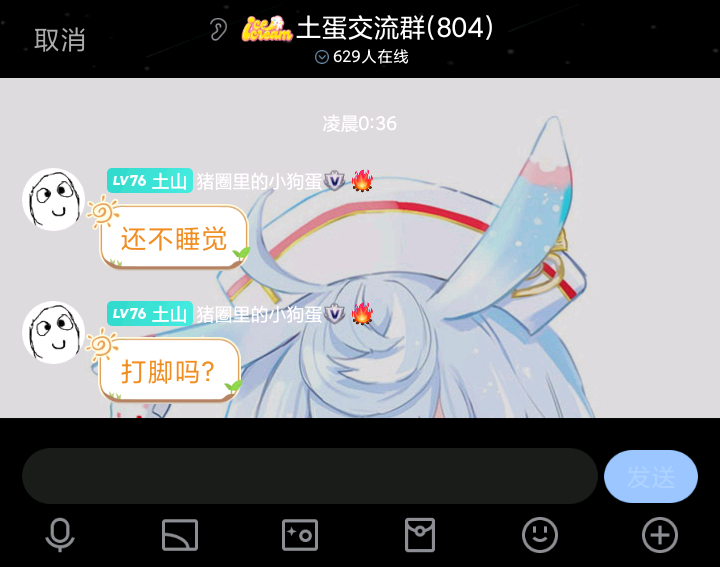 取消
ice cream 土蛋交流群(804)
629人在线
凌晨0:36
LV76 土山 猪圈里的小狗蛋 V
还不睡觉
LV76 土山 猪圈里的小狗蛋 V
打脚吗?
发送